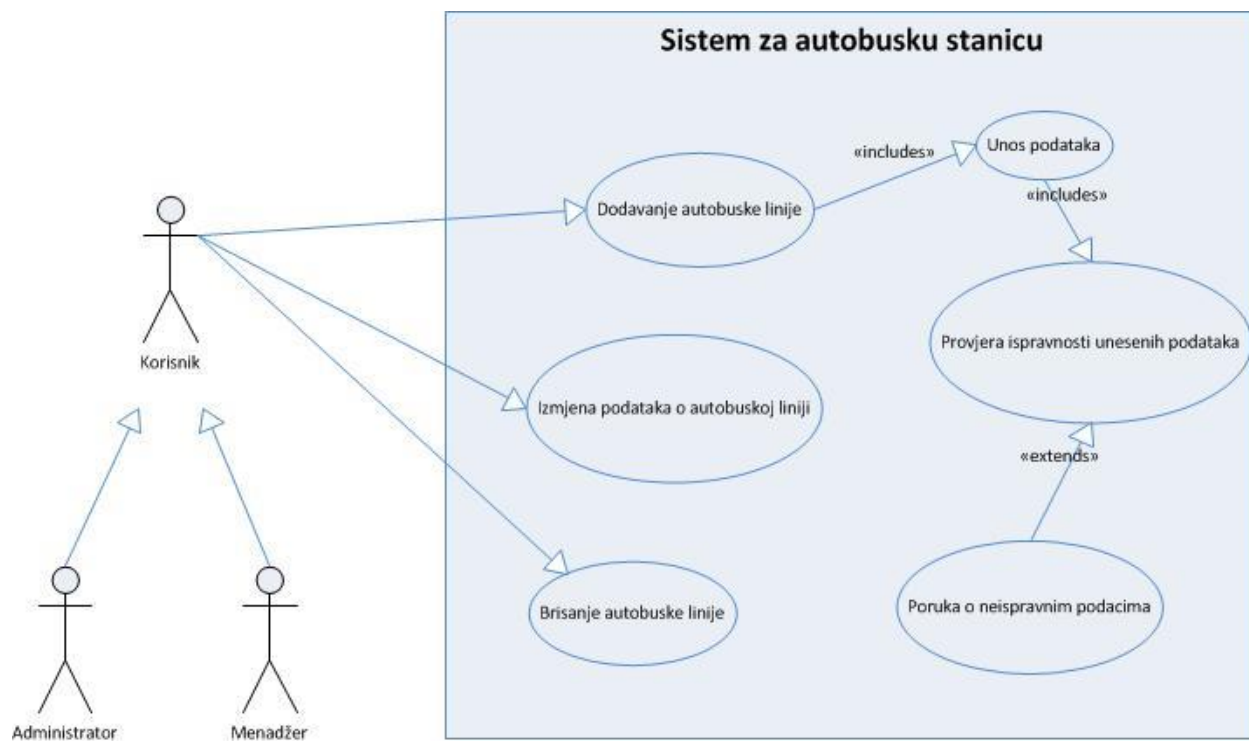 Sistem za autobusku stanicu
Unos podataka
«includes»
«includes»
Dodavanje autobuske linije
Korisnik
Provjera ispravnosti unesenih podataka
Izmjena podataka o autobuskoj liniji
«extends»
Brisanje autobuske linije
Poruka o neispravnim podacima
Administrator
Menadžer